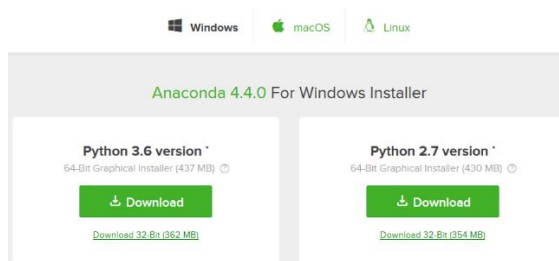 Windows macOS Linux
Anaconda 4.4.0 For Windows Installer
Python 3.6 version *
64-Bit Graphical Installer (437 MB) ?
Download
Download 32-Bit (362 MB)
Python 2.7 version *
64-Bit Graphical Installer (430 MB) ?
Download
Download 32-Bit (354 MB)